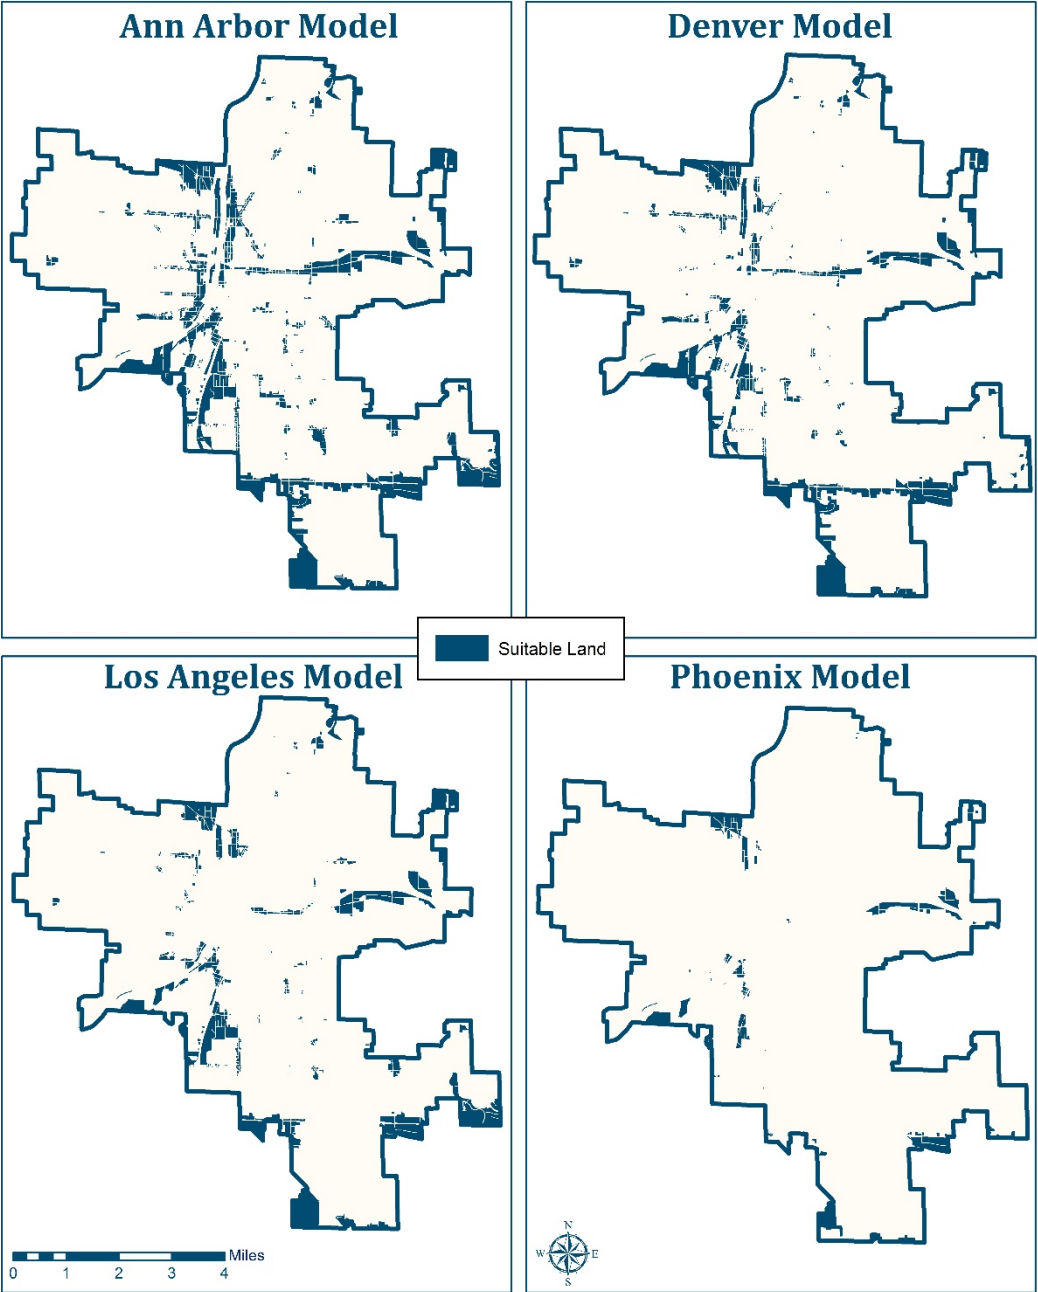 Ann Arbor Model
Denver Model
Suitable Land
Los Angeles Model
Phoenix Model
Miles
0 1 2 3 4
N
W E
S